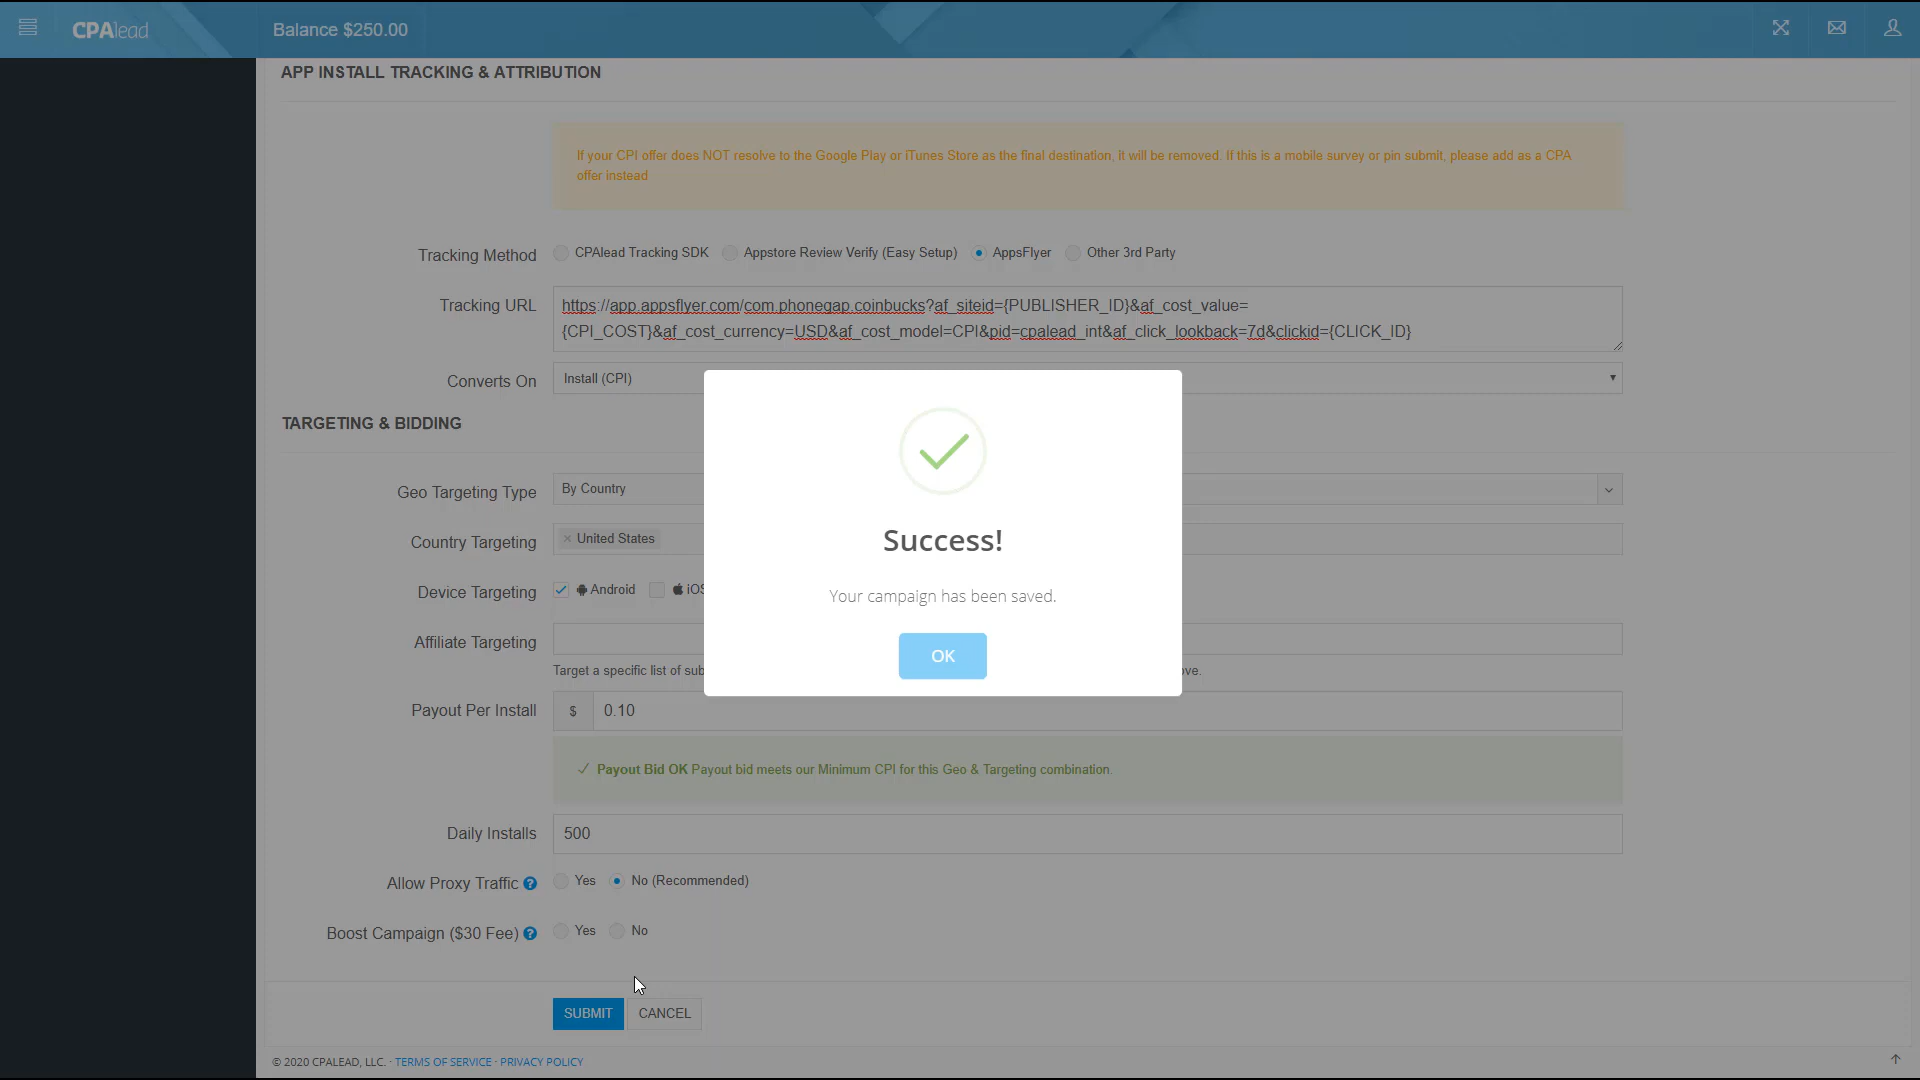 CPAlead
Balance $250.00
APP INSTALL TRACKING & ATTRIBUTION
If your CPI offer does NOT resolve to the Google Play or iTunes Store as the final destination, it will be removed. If this is a mobile survey or pin submit, please add as a CPA
offer instead
Tracking Method CPAlead Tracking SDK Appstore Review Verify (Easy Setup) AppsFlyer Other 3rd Party
Tracking URL https://app.appsflyer.com/com.phonegap.coinbucks?af_siteid={PUBLISHER_ID}&af_cost_value=
{CPI_COST}&af_cost_currency=USD&af_cost_model=CPI&pid=cpalead_int&af_click_lookback=7d&clickid={CLICK_ID}
Converts On Install (CPI)
TARGETING & BIDDING
Geo Targeting Type By Country
Country Targeting × United States
Device Targeting Android iOS
Affiliate Targeting
Target a specific list of sub
Success!
Your campaign has been saved.
OK
Payout Per Install $ 0.10
Payout Bid OK Payout bid meets our Minimum CPI for this Geo & Targeting combination.
Daily Installs 500
Allow Proxy Traffic ? Yes No (Recommended)
Boost Campaign ($30 Fee) ? Yes No
SUBMIT CANCEL
© 2020 CPALEAD, LLC. · TERMS OF SERVICE · PRIVACY POLICY